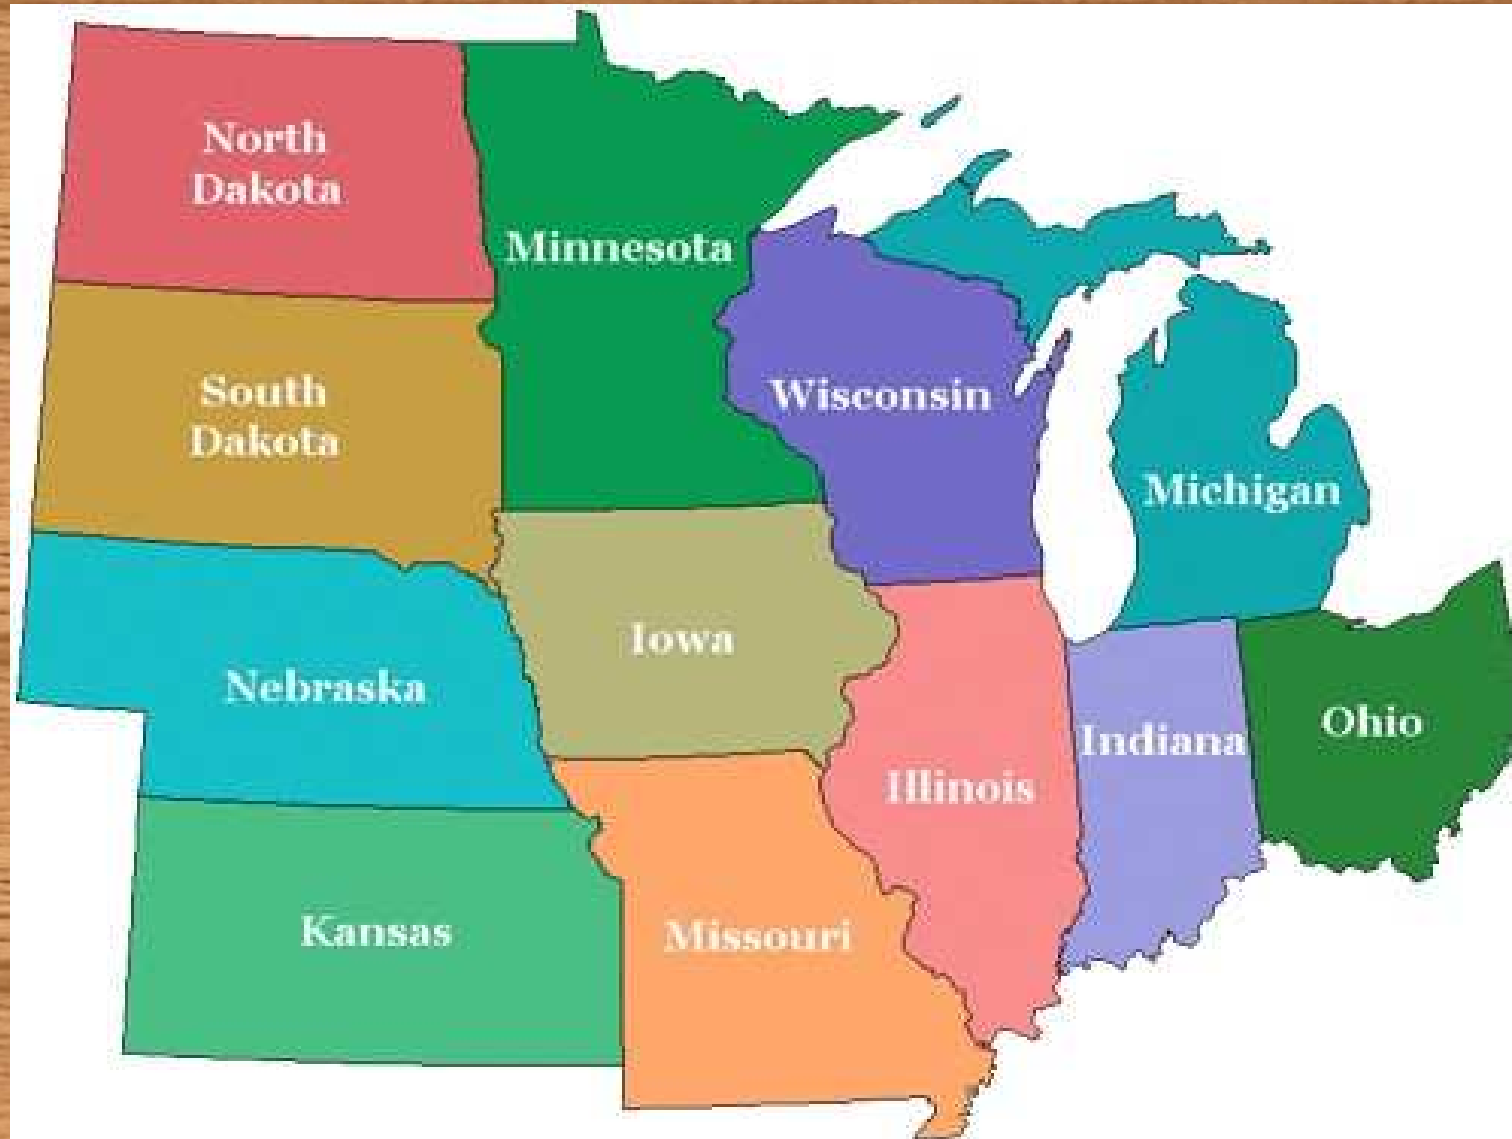 North
Dakota
Minnesota
South
Dakota
Wisconsin
Michigan
Iowa
Nebraska
Ohio
Indiana
Illinois
Kansas
Missouri